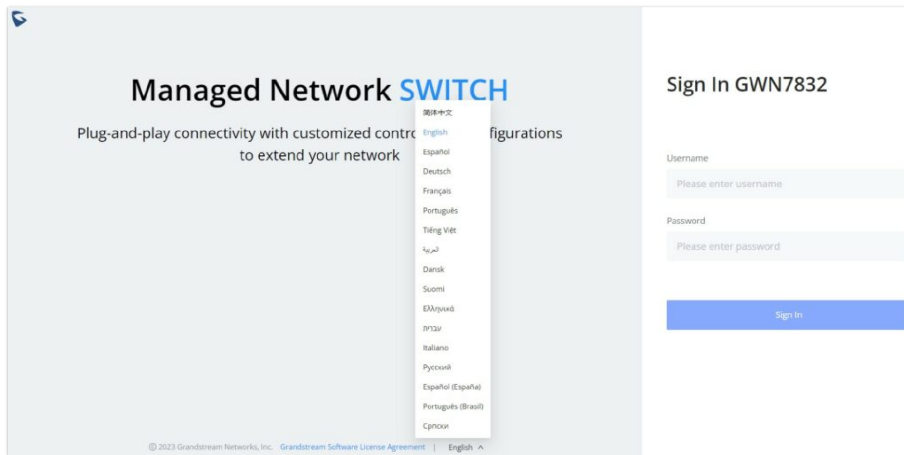 Managed Network SWITCH
Plug-and-play connectivity with customized contro figurations
to extend your network
简体中文
English
Español
Deutsch
Français
Português
Tiếng Việt
العربية
Dansk
Suomi
Ελληνικά
עברית
Italiano
Русский
Español (España)
Português (Brasil)
Српски
© 2023 Grandstream Networks, Inc. Grandstream Software License Agreement | English
Sign In GWN7832
Username
Please enter username
Password
Please enter password
Sign In